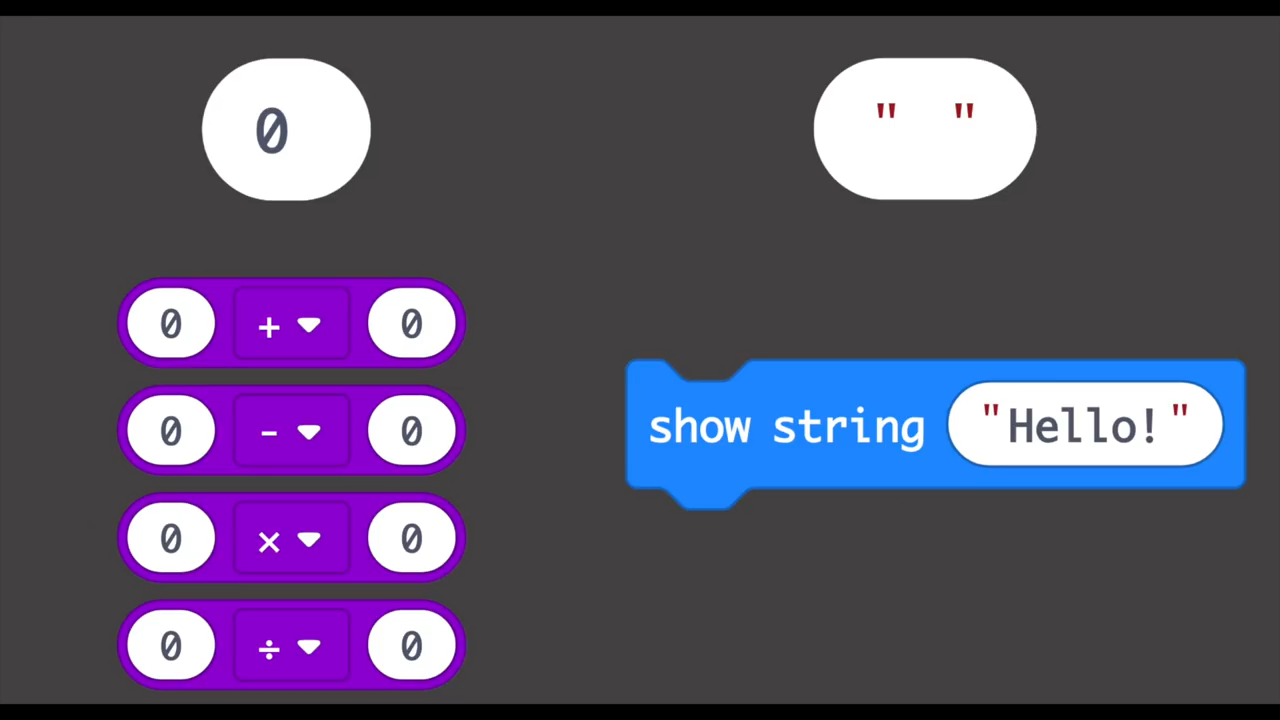 0
" "
0 + 0
0 - 0
0 × 0
0 ÷ 0
show string "Hello!"